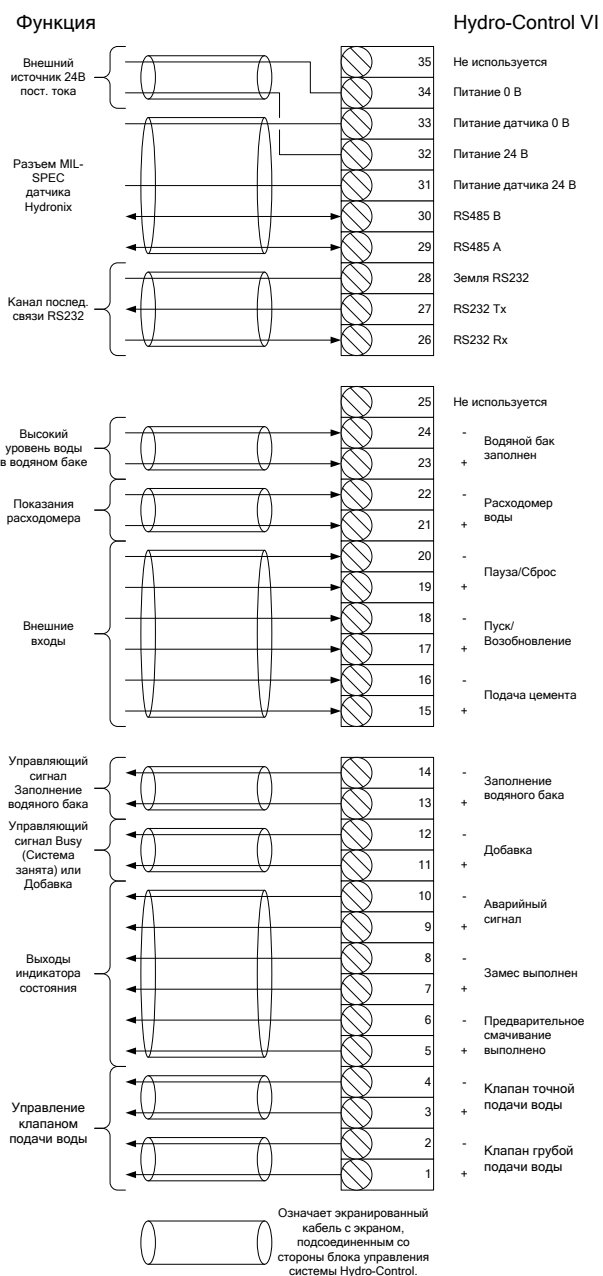 Функция
Hydro-Control VI
Внешний
источник 24В
пост. тока
35 Не используется
34 Питание 0 В
33 Питание датчика 0 В
32 Питание 24 В
Разъем MIL-
SPEC
датчика
Hydronix
31 Питание датчика 24 В
30 RS485 B
29 RS485 A
28 Земля RS232
Канал послед.
связи RS232
27 RS232 Tx
26 RS232 Rx
25 Не используется
Высокий
уровень воды
в водяном баке
24 -
23 +
Водяной бак
заполнен
Показания
расходомера
22 -
21 +
Расходомер
воды
Внешние
входы
20 -
19 +
Пауза/Сброс
18 -
17 +
Пуск/
Возобновление
16 -
15 +
Подача цемента
Управляющий
сигнал
Заполнение
водяного бака
14 -
13 +
Заполнение
водяного бака
Управляющий
сигнал Busy
(Система
занята) или
Добавка
12 -
11 +
Добавка
Выходы
индикатора
состояния
10 -
9 +
Аварийный
сигнал
8 -
7 +
Замес выполнен
6 -
5 +
Предварительное
смачивание
выполнено
Управление
клапаном
подачи воды
4 -
3 +
Клапан точной
подачи воды
2 -
1 +
Клапан грубой
подачи воды
Означает экранированный
кабель с экраном,
подсоединенным со
стороны блока управления
системы Hydro-Control.